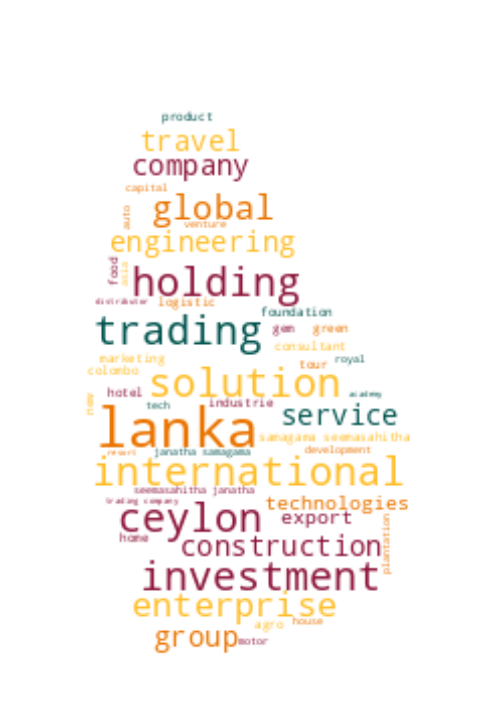 product
travel
company
capital
auto
global
venture
engineering
food
asia
holding
distributor
logistic
foundation
trading
gem
green
consultant
marketing
tour
royal
colombo
solution
hotel
academy
new
tech
industrie
service
lanka
samagama seemasahitha
resort
janatha samagama
development
international
seemasahitha janatha
trading company
technologies
ceylon
export
plantation
home
construction
investment
enterprise
agro
house
group
motor